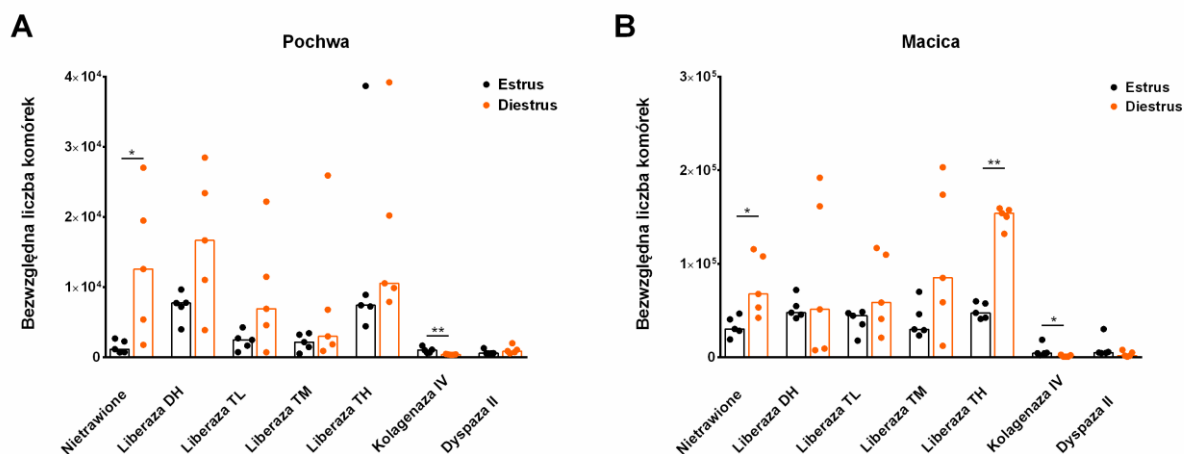 A
Pochwa
Bezwzględna liczba komórek
4×10⁴
3×10⁴
2×10⁴
1×10⁴
0
Estrus
Diestrus
*
**
Nietrawione
Liberaza DH
Liberaza TL
Liberaza TM
Liberaza TH
Kolagenaza IV
Dyspaza II
B
Macica
Bezwzględna liczba komórek
3×10⁵
2×10⁵
1×10⁵
0
Estrus
Diestrus
*
**
*
Nietrawione
Liberaza DH
Liberaza TL
Liberaza TM
Liberaza TH
Kolagenaza IV
Dyspaza II